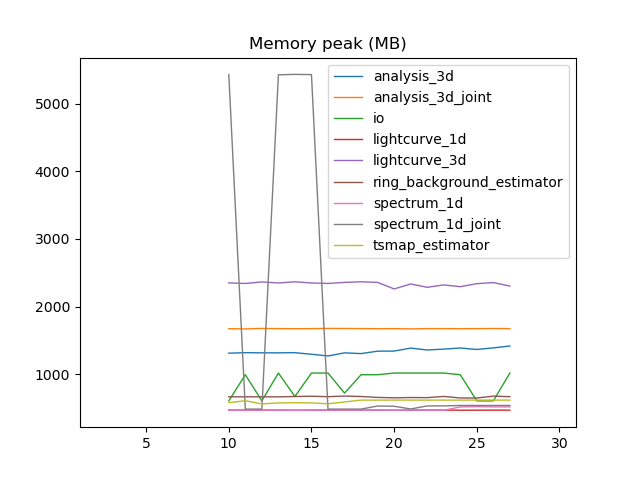 Memory peak (MB)
5000
4000
3000
2000
1000
analysis_3d
analysis_3d_joint
io
lightcurve_1d
lightcurve_3d
ring_background_estimator
spectrum_1d
spectrum_1d_joint
tsmap_estimator
5 10 15 20 25 30